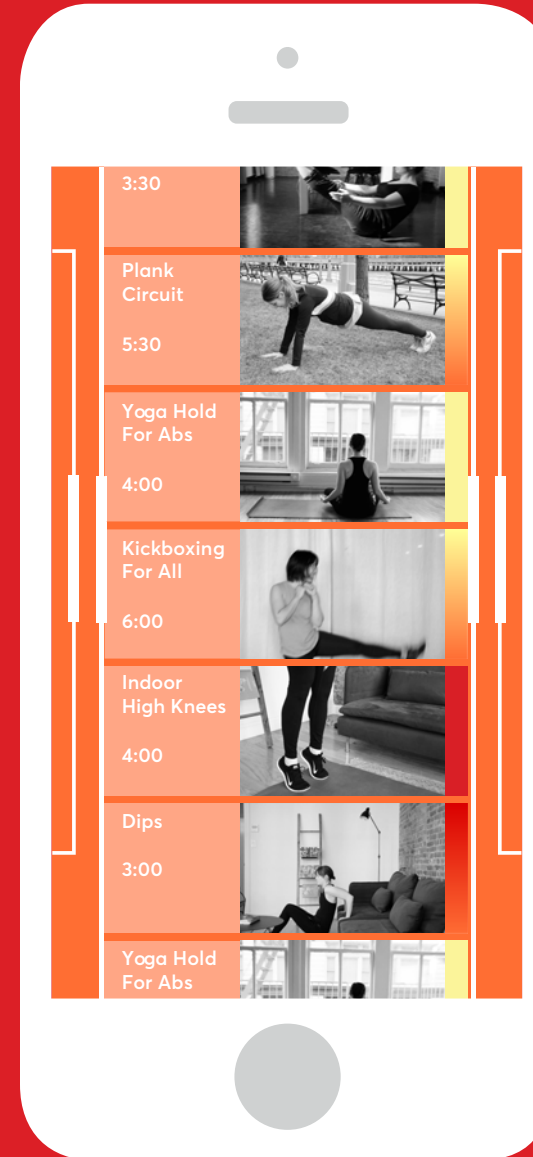 3:30
Plank
Circuit
5:30
Yoga Hold
For Abs
4:00
Kickboxing
For All
6:00
Indoor
High Knees
4:00
Dips
3:00
Yoga Hold
For Abs